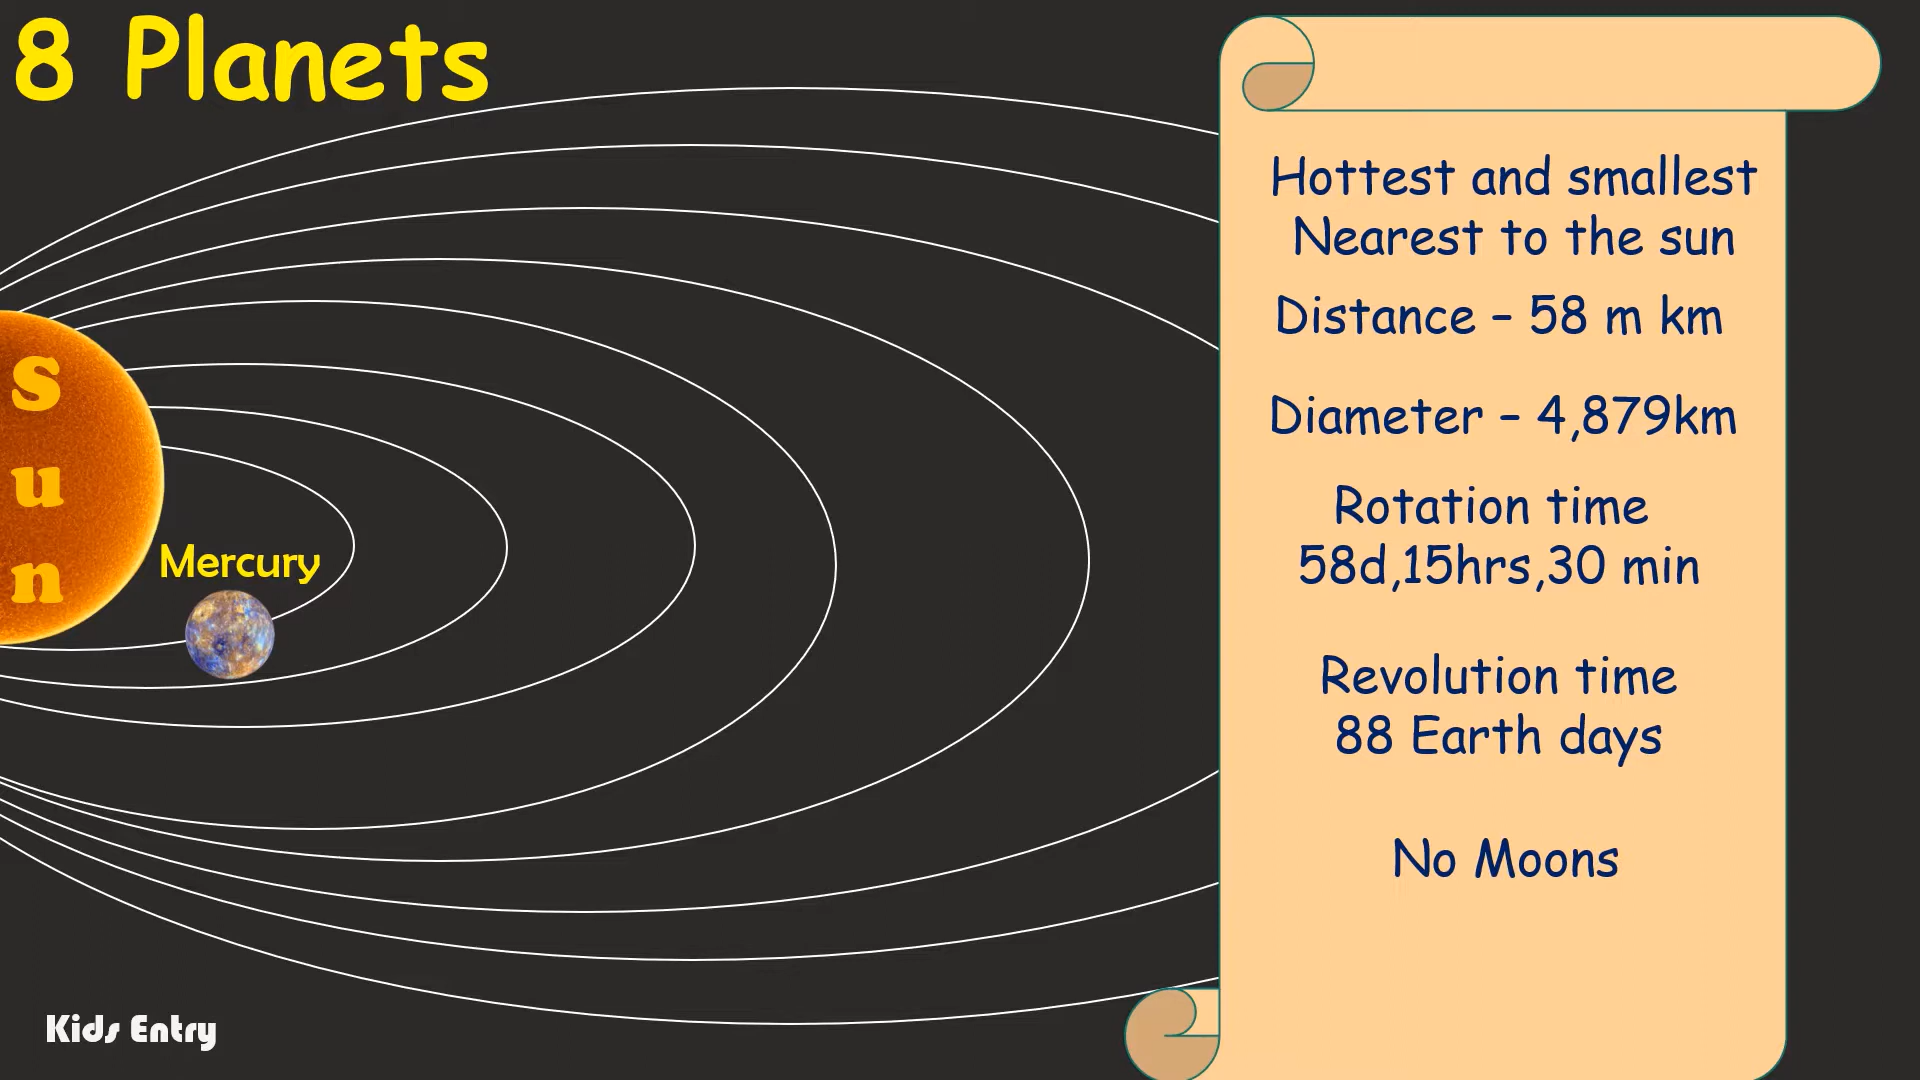 8 Planets
Hottest and smallest
Nearest to the sun
Distance – 58 m km
Diameter – 4,879km
Rotation time
58d,15hrs,30 min
Revolution time
88 Earth days
No Moons
S
u
n
Mercury
Kids Entry